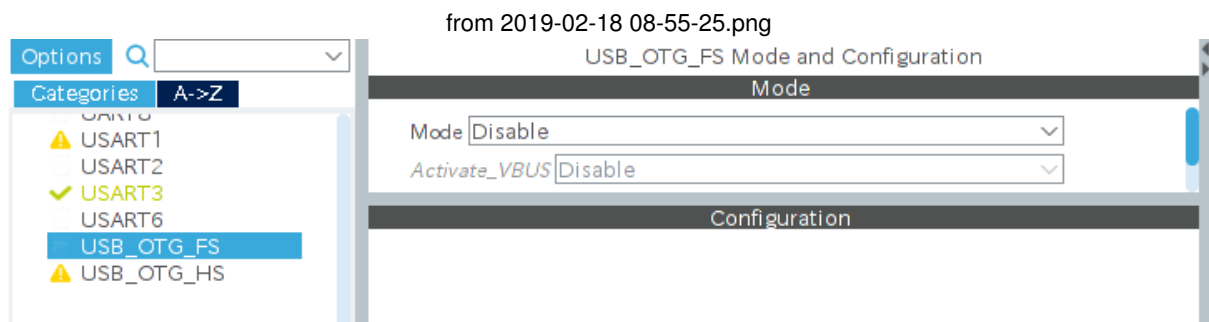 from 2019-02-18 08-55-25.png
Options
Categories A->Z
USART1
USART2
USART3
USART6
USB_OTG_FS
USB_OTG_HS
USB_OTG_FS Mode and Configuration
Mode
Mode Disable
Activate_VBUS Disable
Configuration